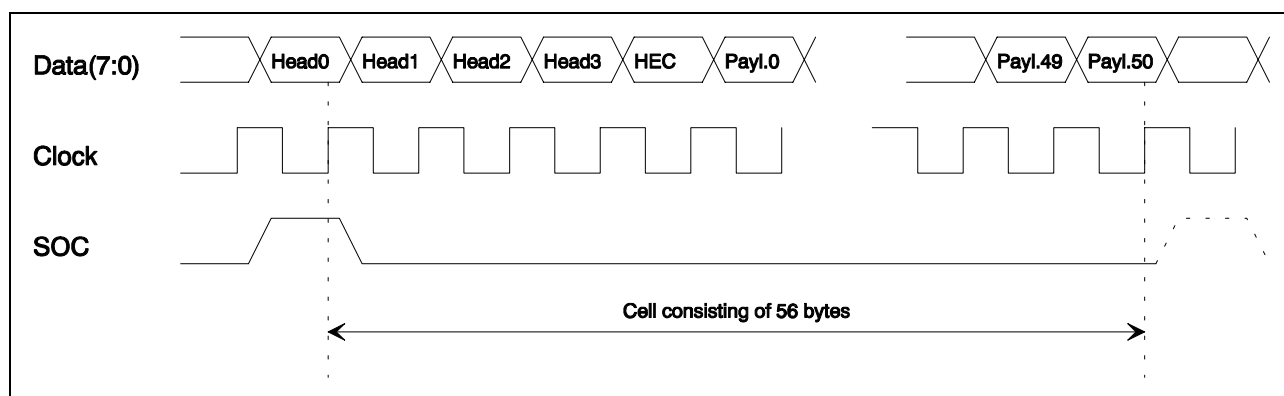 Data(7:0) Head0 Head1 Head2 Head3 HEC Payl.0 Payl.49 Payl.50
Clock
SOC
Cell consisting of 56 bytes